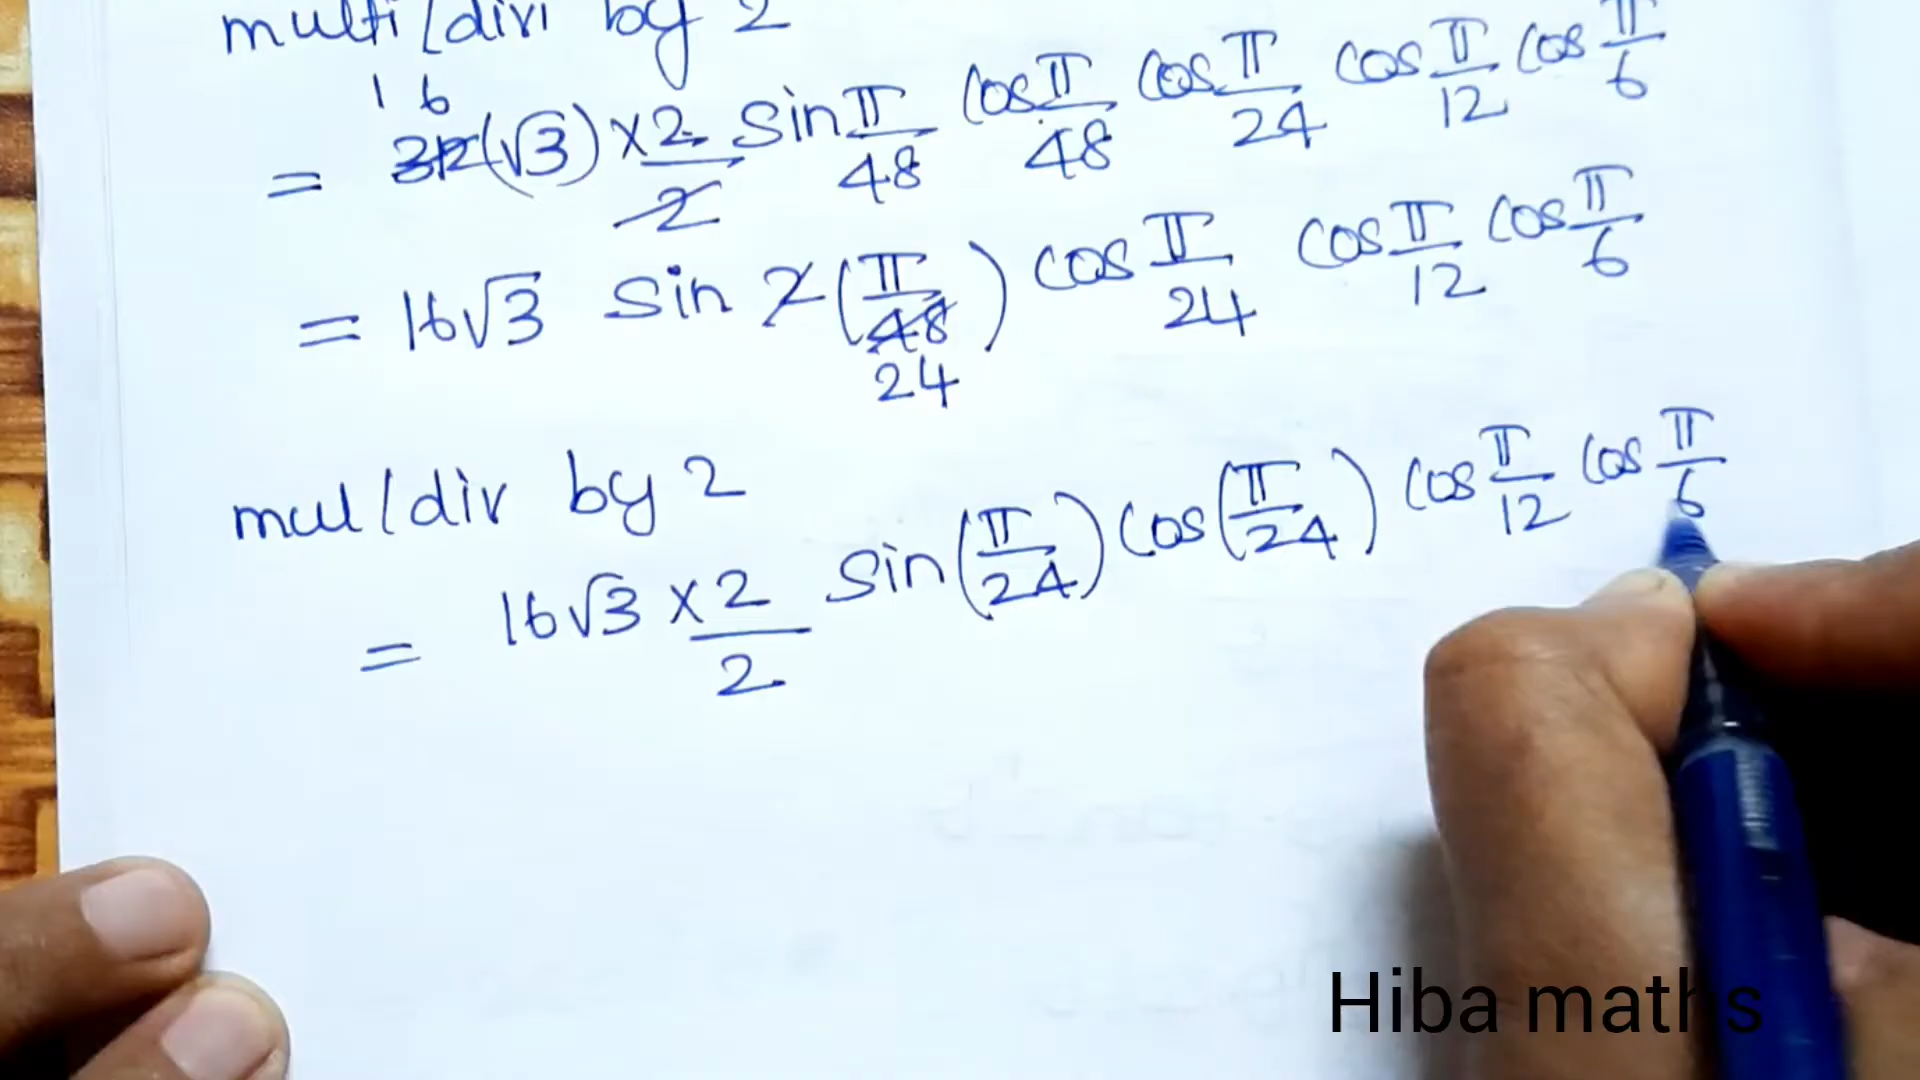 multi/divi by 2
= 32(√3) × 2/2 sin π/48 cos π/48 cos π/24 cos π/12 cos π/6
16
= 16√3 sin 2(π/48) cos π/24 cos π/12 cos π/6
24
mul/div by 2
= 16√3 × 2/2 sin(π/24) cos(π/24) cos π/12 cos π/6
Hiba maths